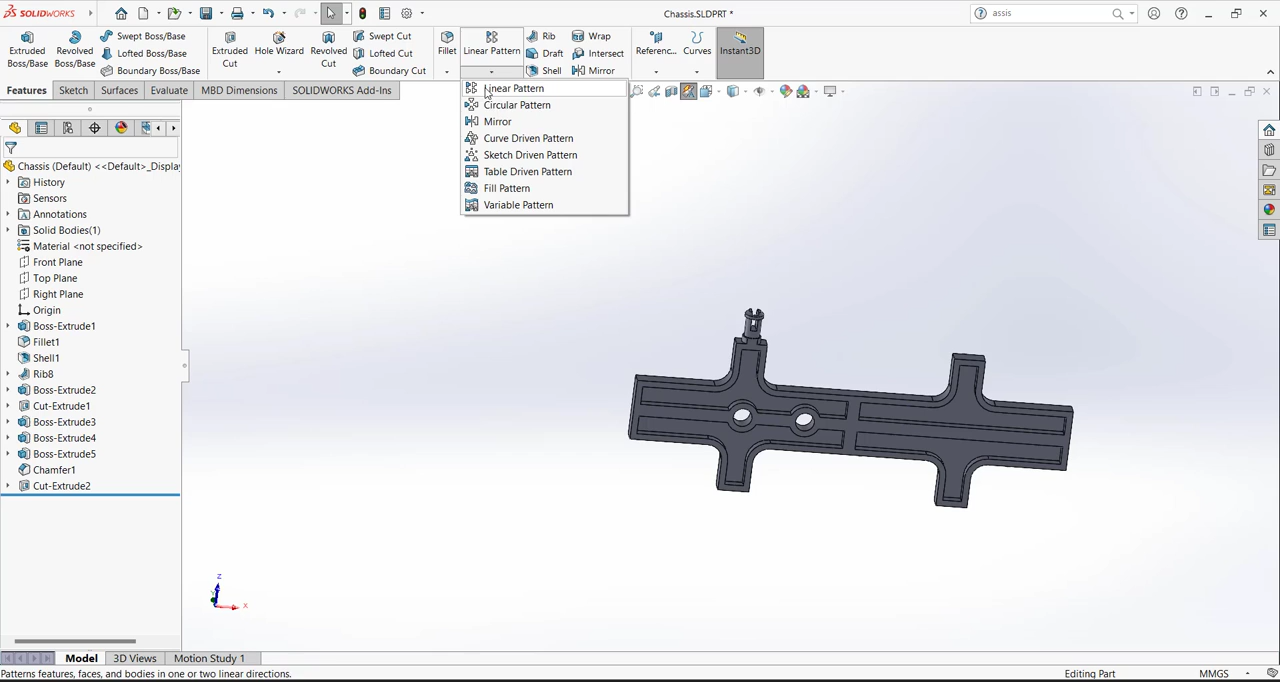 SOLIDWORKS
Chassis.SLDPRT *
assis
Extruded Boss/Base
Revolved Boss/Base
Swept Boss/Base
Lofted Boss/Base
Boundary Boss/Base
Extruded Cut
Hole Wizard
Revolved Cut
Swept Cut
Lofted Cut
Boundary Cut
Fillet
Linear Pattern
Rib
Draft
Shell
Wrap
Intersect
Mirror
Referenc...
Curves
Instant3D
Features
Sketch
Surfaces
Evaluate
MBD Dimensions
SOLIDWORKS Add-Ins
Linear Pattern
Circular Pattern
Mirror
Curve Driven Pattern
Sketch Driven Pattern
Table Driven Pattern
Fill Pattern
Variable Pattern
Chassis (Default) <<Default>_Display
History
Sensors
Annotations
Solid Bodies(1)
Material <not specified>
Front Plane
Top Plane
Right Plane
Origin
Boss-Extrude1
Fillet1
Shell1
Rib8
Boss-Extrude2
Cut-Extrude1
Boss-Extrude3
Boss-Extrude4
Boss-Extrude5
Chamfer1
Cut-Extrude2
Z
X
Model
3D Views
Motion Study 1
Patterns features, faces, and bodies in one or two linear directions.
Editing Part
MMGS